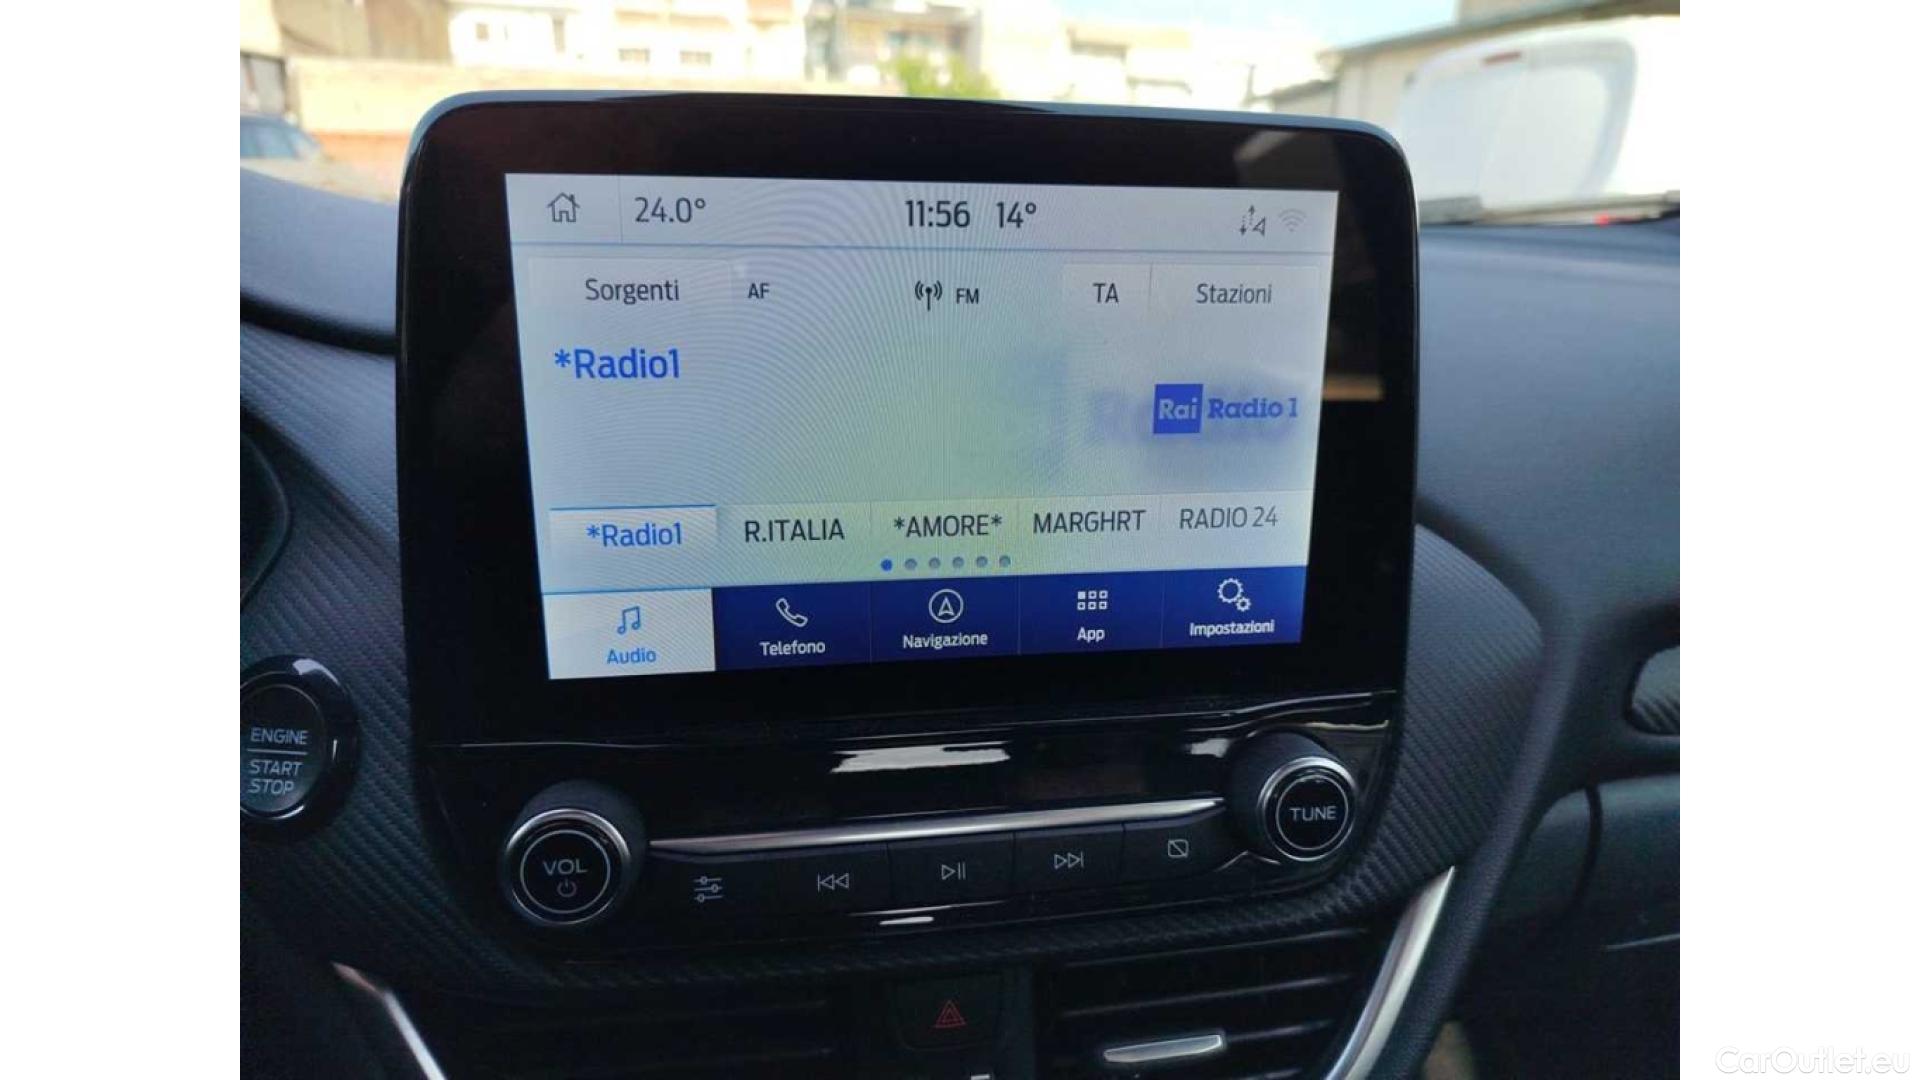 24.0° 11:56 14°
Sorgenti AF FM TA Stazioni
*Radio1
Rai Radio 1
*Radio1 R.ITALIA *AMORE* MARGHRT RADIO 24
Audio Telefono Navigazione App Impostazioni
ENGINE
START
STOP
VOL
TUNE
CarOutlet.eu